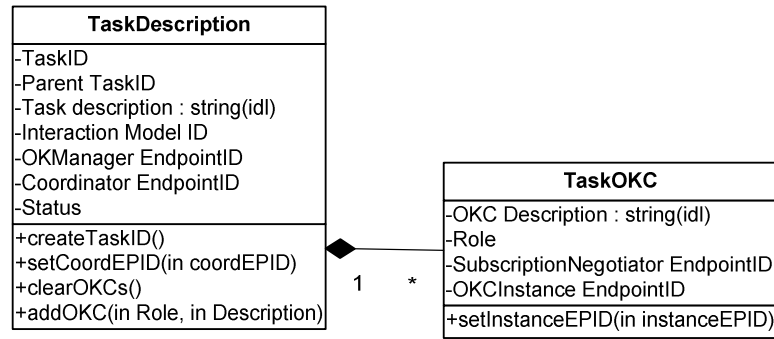 TaskDescription
-TaskID
-Parent TaskID
-Task description : string(idl)
-Interaction Model ID
-OKManager EndpointID
-Coordinator EndpointID
-Status
+createTaskID()
+setCoordEPID(in coordEPID)
+clearOKCs()
+addOKC(in Role, in Description)
1
*
TaskOKC
-OKC Description : string(idl)
-Role
-SubscriptionNegotiator EndpointID
-OKCInstance EndpointID
+setInstanceEPID(in instanceEPID)